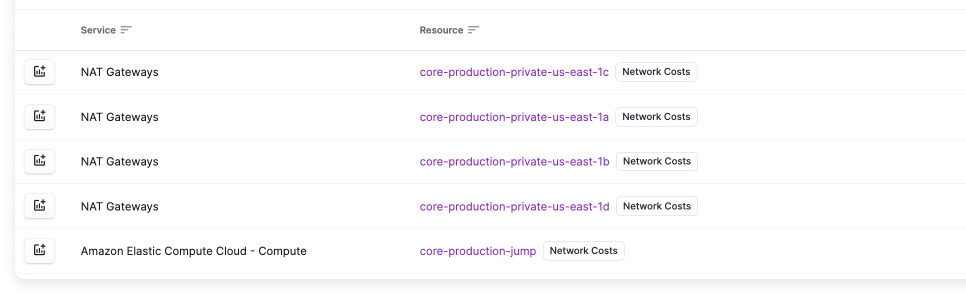 Service Resource
NAT Gateways core-production-private-us-east-1c Network Costs
NAT Gateways core-production-private-us-east-1a Network Costs
NAT Gateways core-production-private-us-east-1b Network Costs
NAT Gateways core-production-private-us-east-1d Network Costs
Amazon Elastic Compute Cloud - Compute core-production-jump Network Costs